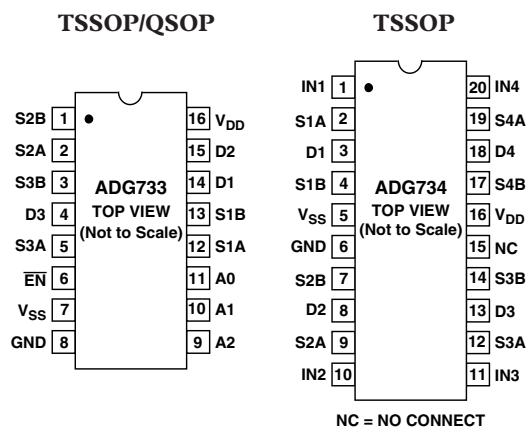 TSSOP/QSOP
S2B 1 16 VDD
S2A 2 15 D2
S3B 3 14 D1
D3 4 13 S1B
S3A 5 12 S1A
EN 6 11 A0
VSS 7 10 A1
GND 8 9 A2
ADG733
TOP VIEW
(Not to Scale)
TSSOP
IN1 1 20 IN4
S1A 2 19 S4A
D1 3 18 D4
S1B 4 17 S4B
VSS 5 16 VDD
GND 6 15 NC
S2B 7 14 S3B
D2 8 13 D3
S2A 9 12 S3A
IN2 10 11 IN3
ADG734
TOP VIEW
(Not to Scale)
NC = NO CONNECT